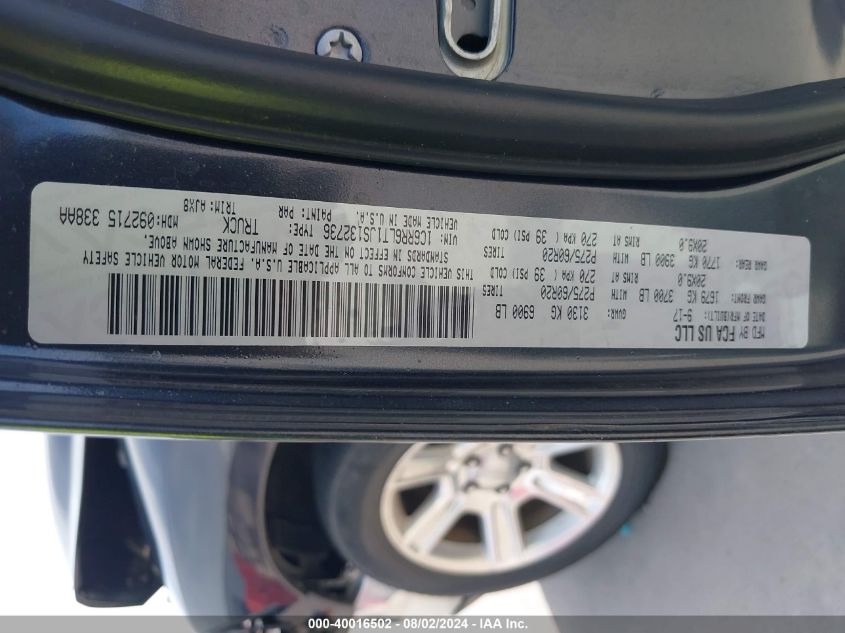 MFD BY FCA US LLC
DATE OF MFR(BUILT): 9-17 GVWR: 3130 KG 6900 LB
GAWR FRONT: 1679 KG 3700 LB WITH P275/60R20 TIRES
20X9.0 RIMS AT 270 KPA( 39 PSI) COLD
GAWR REAR: 1770 KG 3900 LB WITH P275/60R20 TIRES
20X9.0 RIMS AT 270 KPA( 39 PSI) COLD
THIS VEHICLE CONFORMS TO ALL APPLICABLE U.S.A. FEDERAL MOTOR VEHICLE SAFETY
STANDARDS IN EFFECT ON THE DATE OF MANUFACTURE SHOWN ABOVE.
VIN: 1C6RR6LT1JS132736 TYPE: TRUCK MDH:092715 338AA
PAINT: PAR TRIM: AJX8
VEHICLE MADE IN U.S.A.
000-40016502 - 08/02/2024 - IAA Inc.